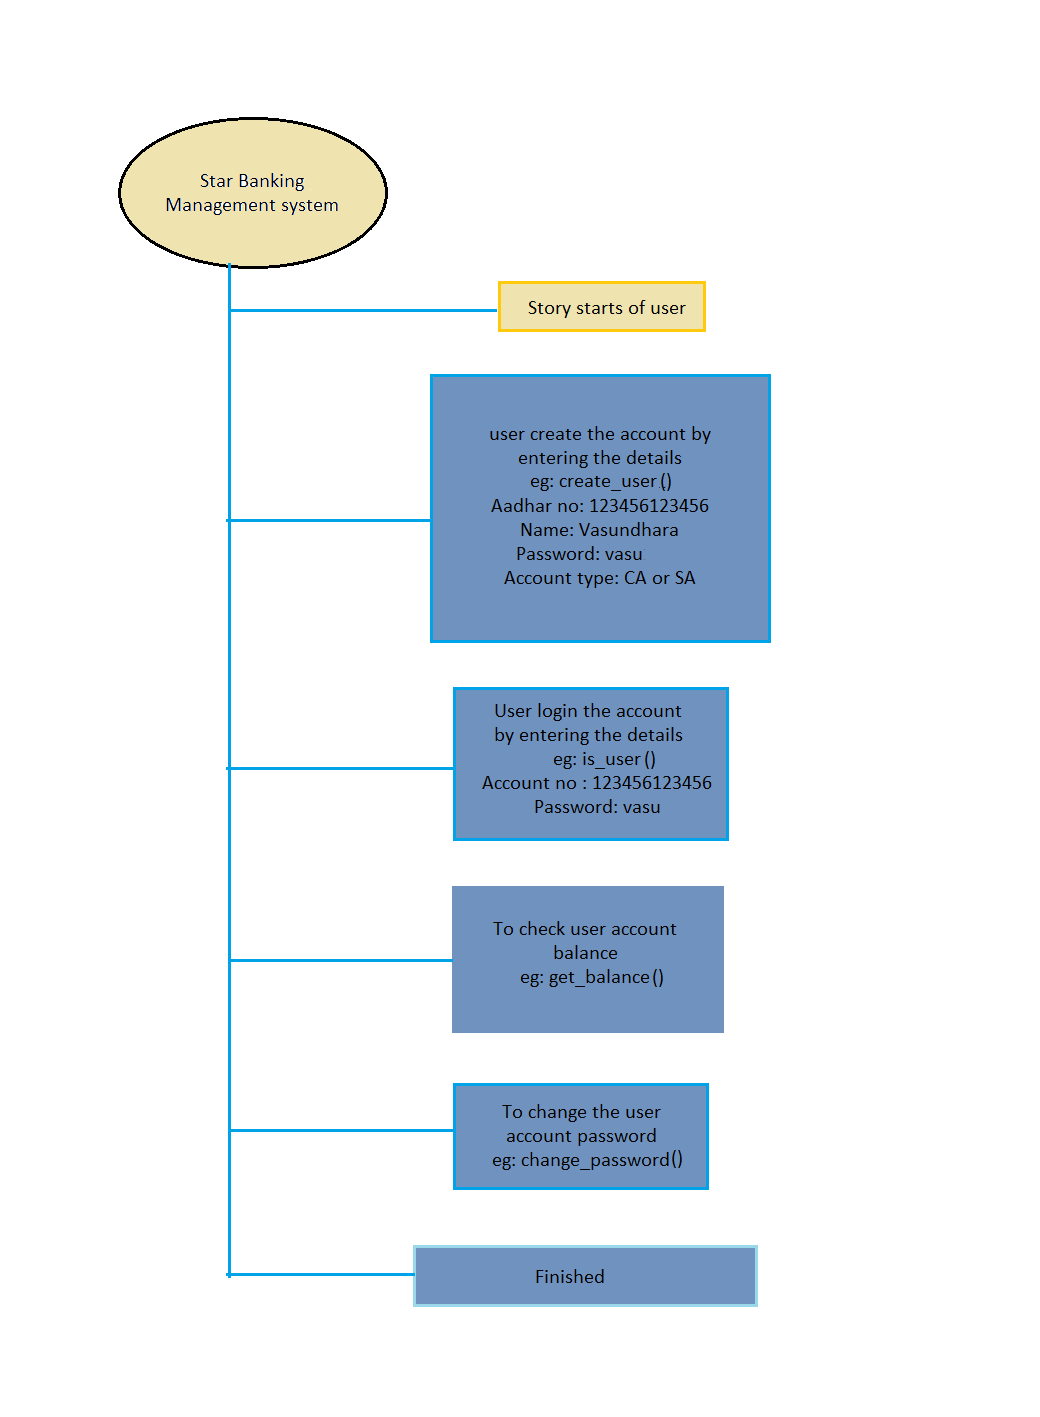 Star Banking
Management system
Story starts of user
user create the account by
entering the details
eg: create_user()
Aadhar no: 123456123456
Name: Vasundhara
Password: vasu
Account type: CA or SA
User login the account
by entering the details
eg: is_user()
Account no : 123456123456
Password: vasu
To check user account
balance
eg: get_balance()
To change the user
account password
eg: change_password()
Finished